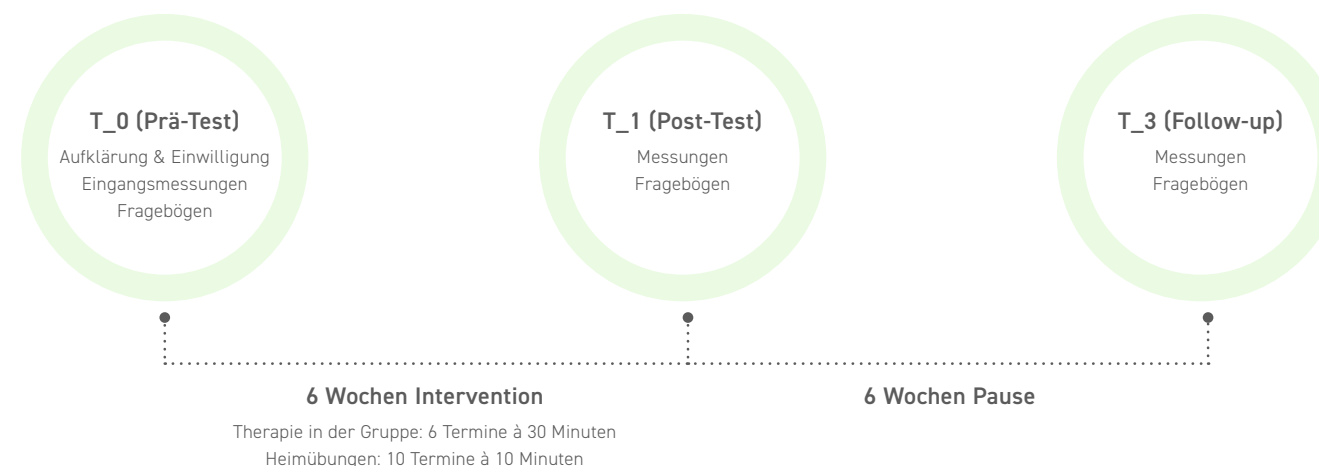 T_0 (Prä-Test)
Aufklärung & Einwilligung
Eingangsmessungen
Fragebögen
T_1 (Post-Test)
Messungen
Fragebögen
T_3 (Follow-up)
Messungen
Fragebögen
6 Wochen Intervention
Therapie in der Gruppe: 6 Termine à 30 Minuten
Heimübungen: 10 Termine à 10 Minuten
6 Wochen Pause